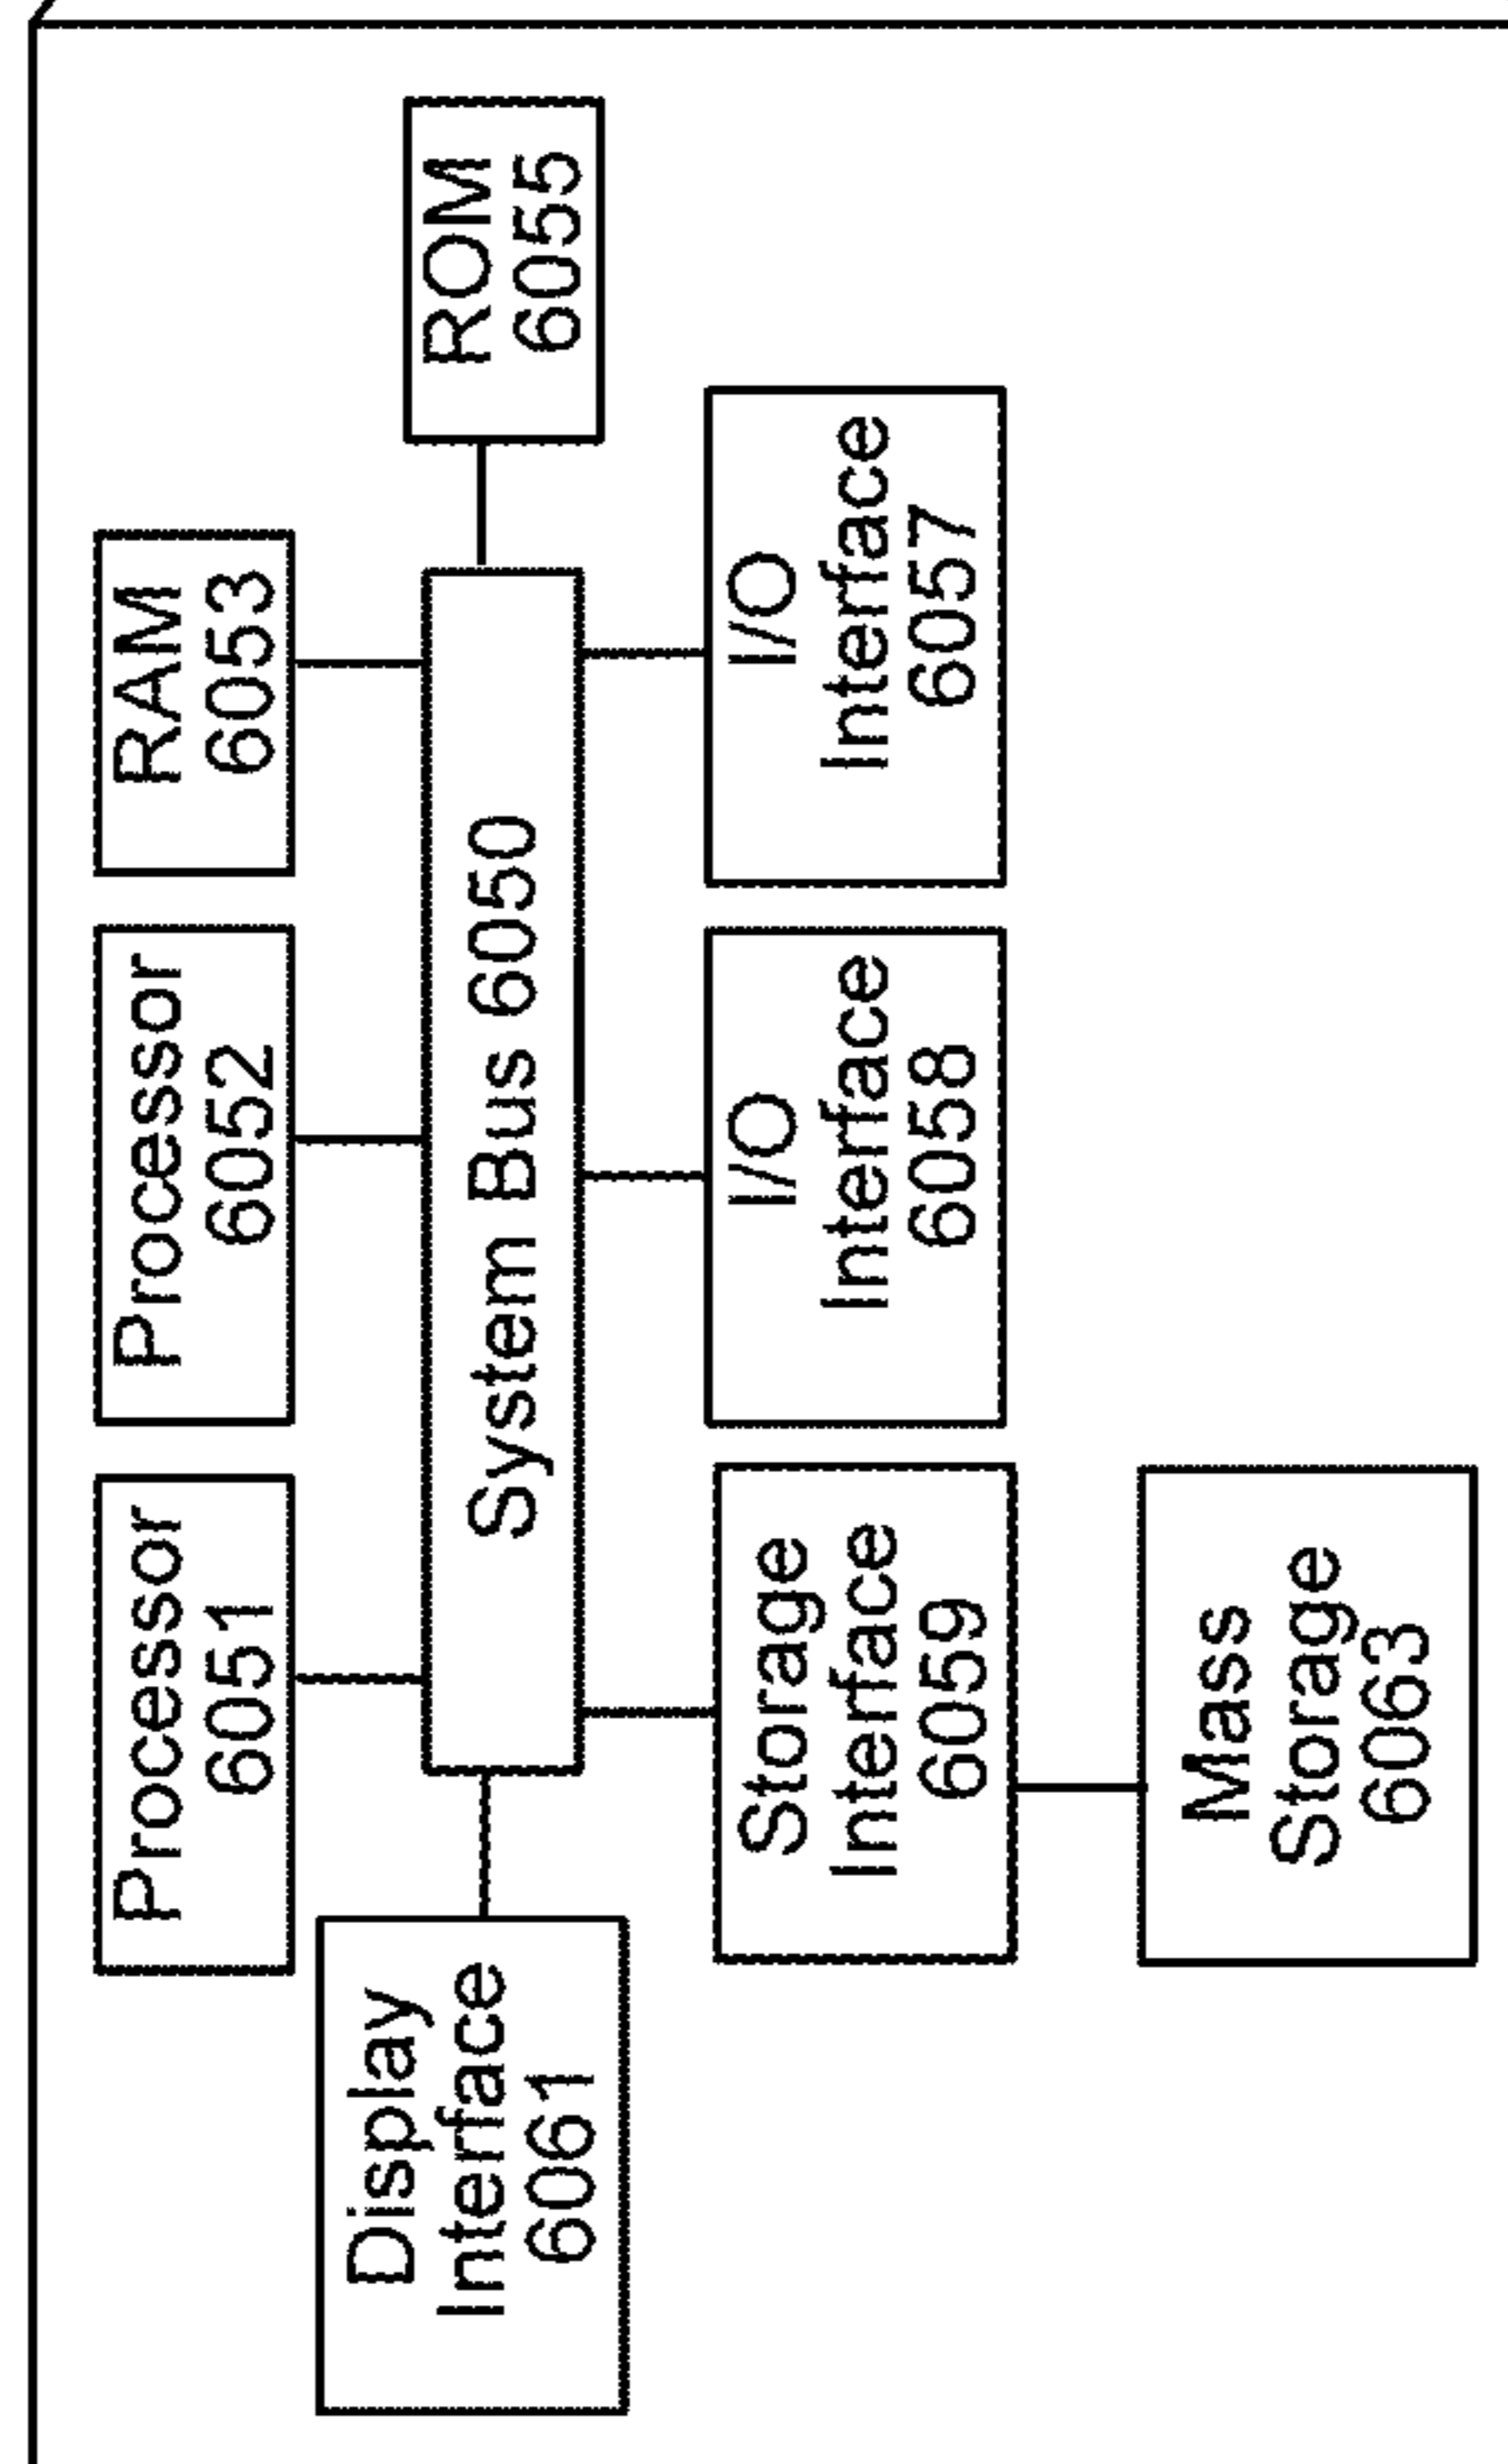 Processor
6051
Processor
6052
RAM
6053
Display
Interface
6061
System Bus 6050
ROM
6055
Storage
Interface
6059
I/O
Interface
6058
I/O
Interface
6057
Mass
Storage
6063